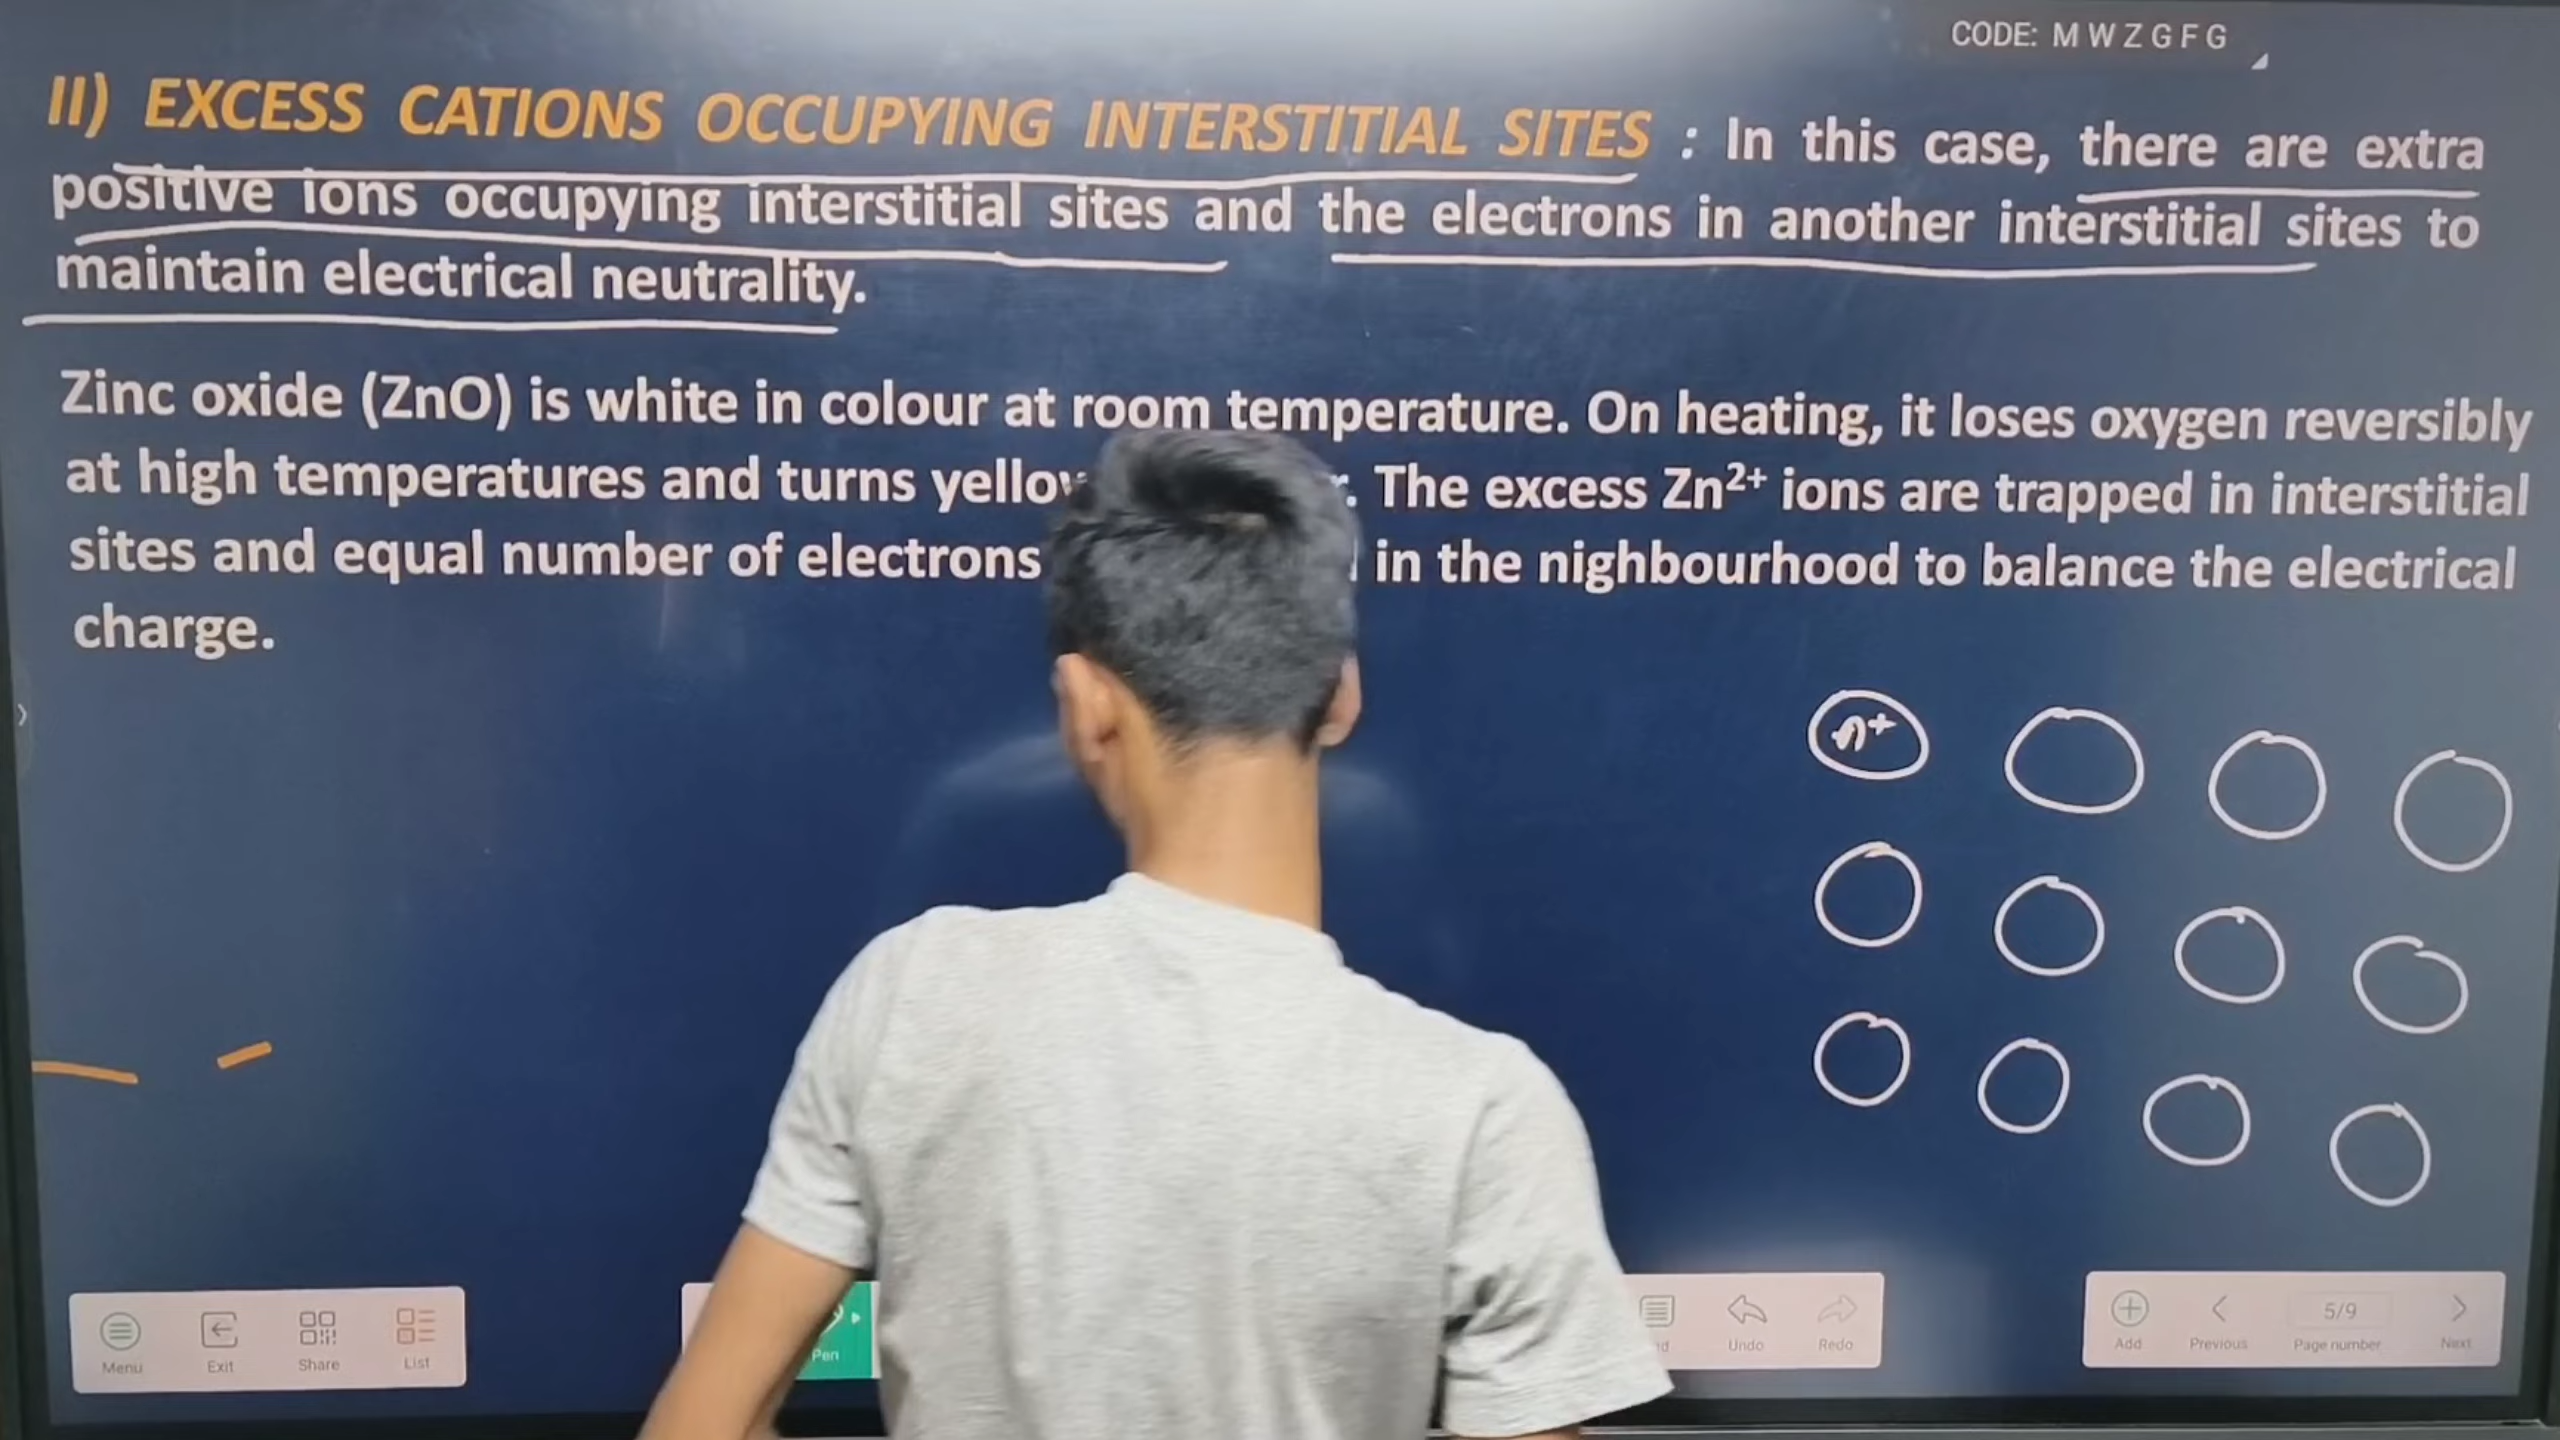 CODE: M W Z G F G
II) EXCESS CATIONS OCCUPYING INTERSTITIAL SITES : In this case, there are extra
positive ions occupying interstitial sites and the electrons in another interstitial sites to
maintain electrical neutrality.
Zinc oxide (ZnO) is white in colour at room temperature. On heating, it loses oxygen reversibly
at high temperatures and turns The excess Zn²⁺ ions are trapped in interstitial
sites and equal number of electrons in the nighbourhood to balance the electrical
charge.
Menu Exit Share List Pen Undo Redo Add Previous 5/9 Page number Next